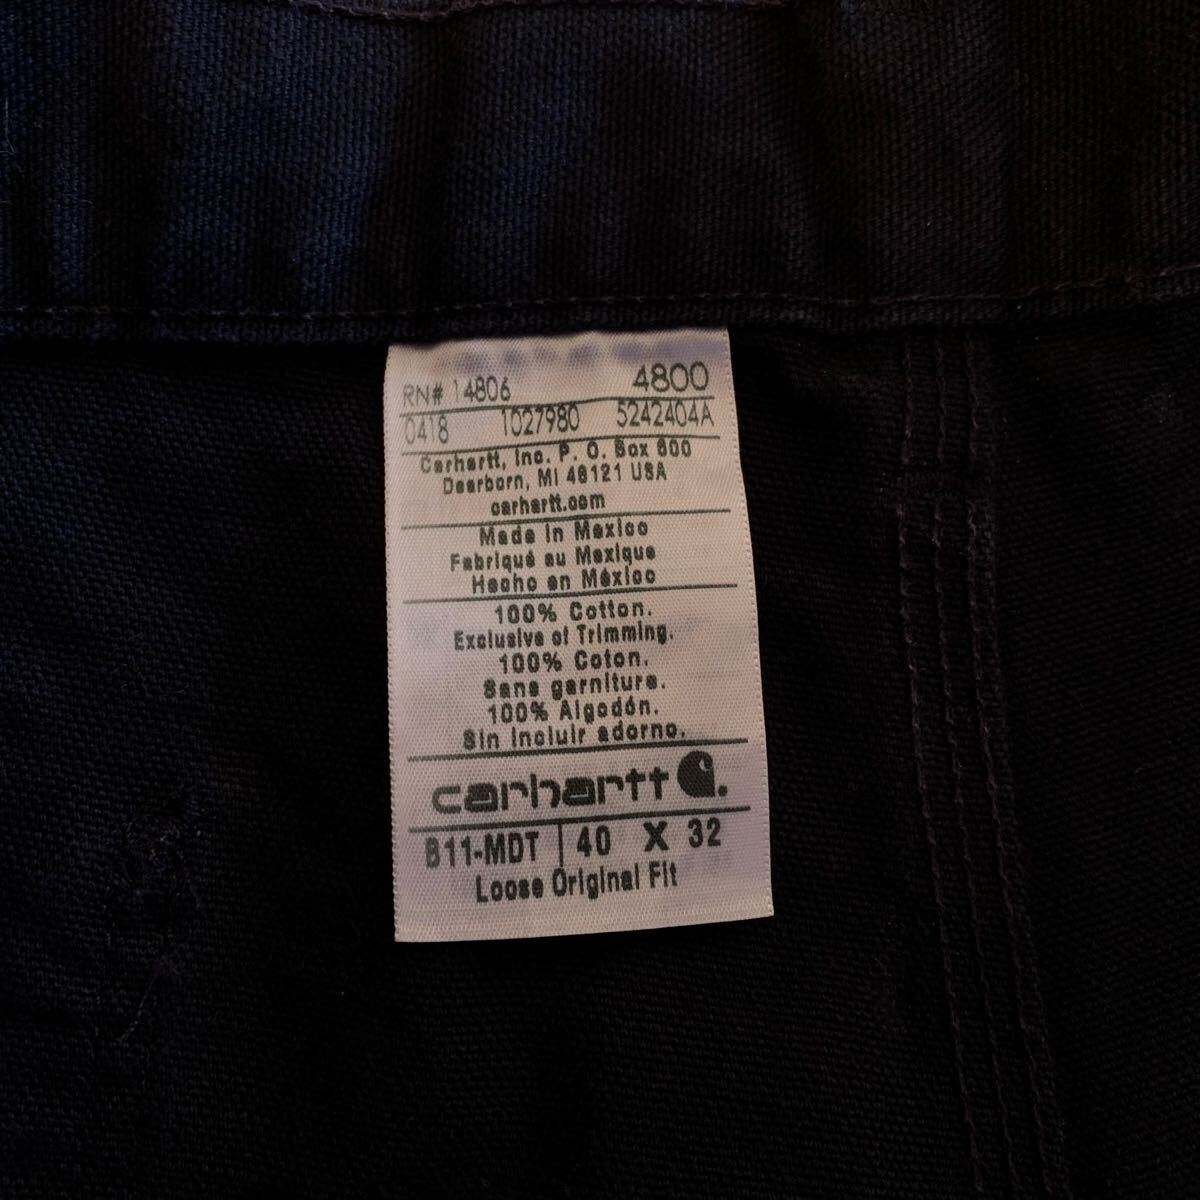 RN# 14806 4800
0418 1027980 5242404A
Carhartt, Inc. P. O. Box 600
Dearborn, MI 48121 USA
carhartt.com
Made in Mexico
Fabriqué au Mexique
Hecho en México
100% Cotton.
Exclusive of Trimming.
100% Coton.
Sans garniture.
100% Algodón.
Sin incluir adorno.
carhartt
B11-MDT 40 X 32
Loose Original Fit